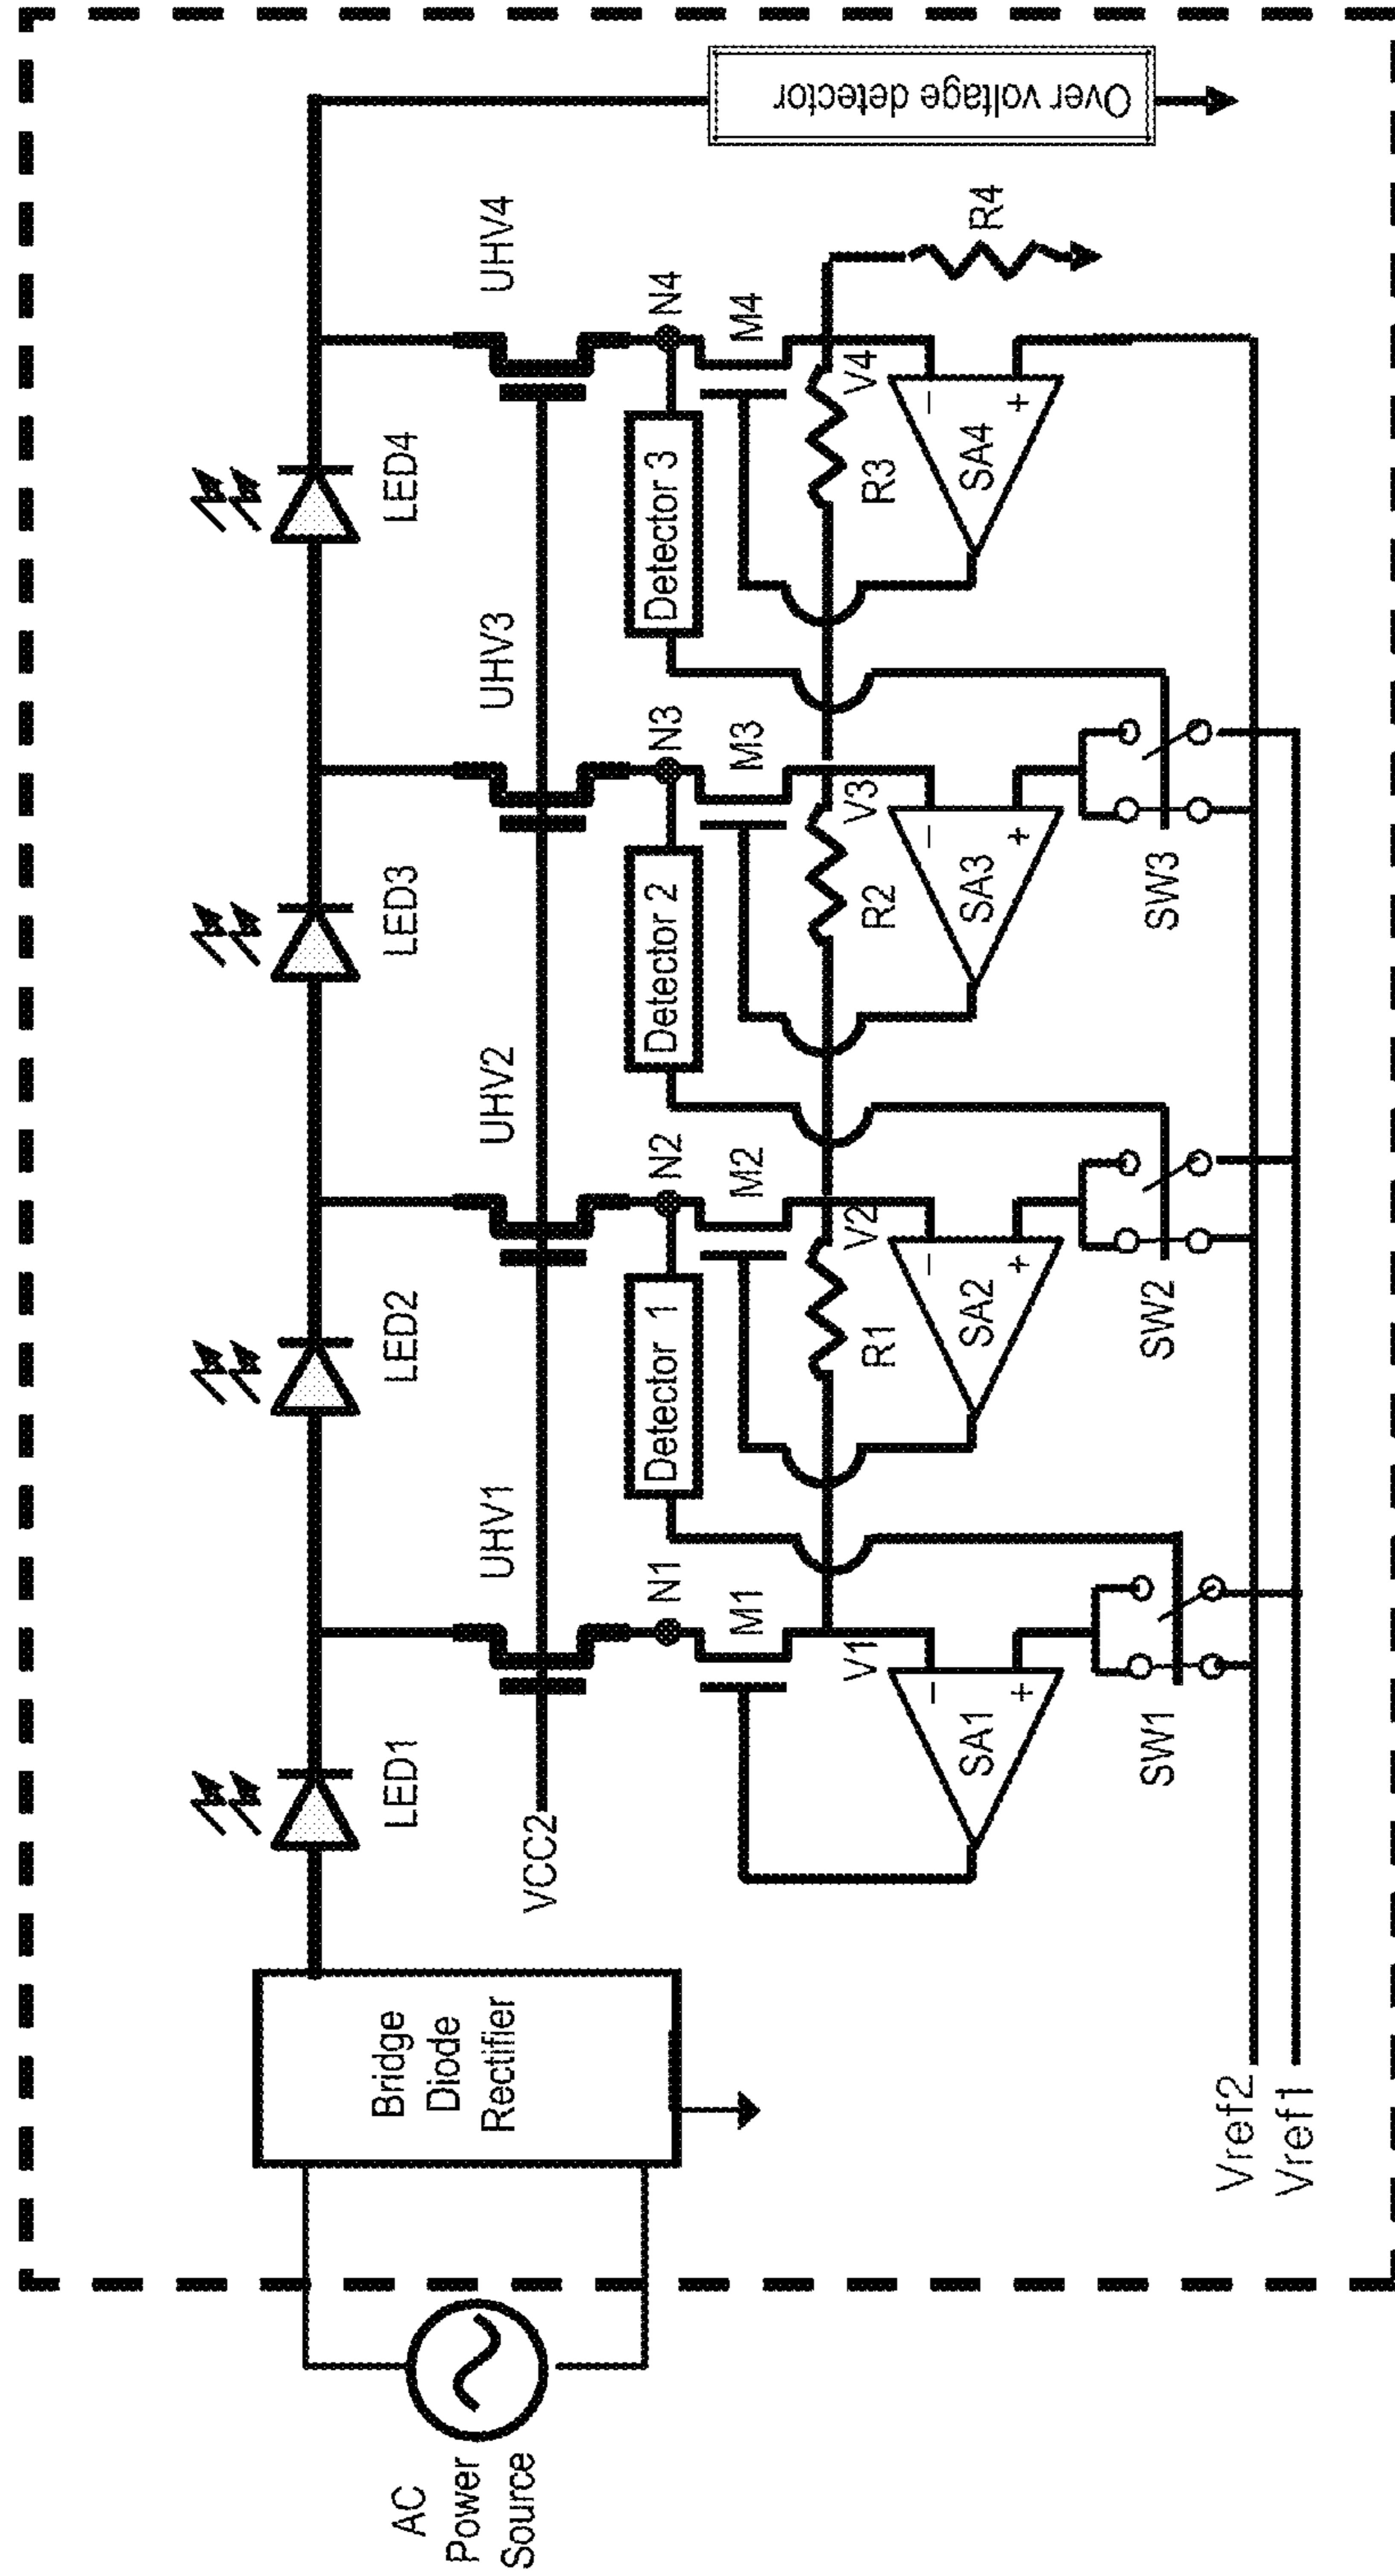 AC
Power
Source
Bridge
Diode
Rectifier
LED1
LED2
LED3
LED4
UHV1
UHV2
UHV3
UHV4
VCC2
N1
N2
N3
N4
Detector 1
Detector 2
Detector 3
M1
M2
M3
M4
Over voltage detector
V1
V2
V3
V4
R1
R2
R3
R4
−
−
−
−
SA1
SA2
SA3
SA4
+
+
+
+
SW1
SW2
SW3
Vref2
Vref1